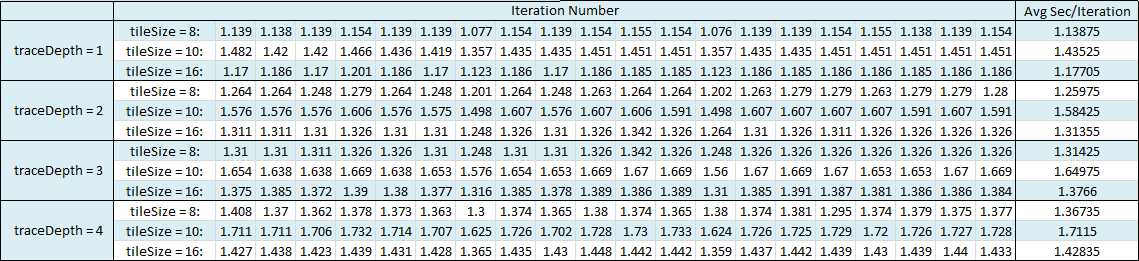 Iteration Number Avg Sec/Iteration
traceDepth = 1
tileSize = 8: 1.139 1.138 1.139 1.154 1.139 1.139 1.077 1.154 1.139 1.154 1.155 1.154 1.076 1.139 1.139 1.154 1.155 1.138 1.139 1.154 1.13875
tileSize = 10: 1.482 1.42 1.42 1.466 1.436 1.419 1.357 1.435 1.435 1.451 1.451 1.451 1.357 1.435 1.435 1.451 1.451 1.451 1.451 1.451 1.43525
tileSize = 16: 1.17 1.186 1.17 1.201 1.186 1.17 1.123 1.186 1.17 1.186 1.185 1.185 1.123 1.186 1.185 1.186 1.186 1.185 1.186 1.186 1.17705
traceDepth = 2
tileSize = 8: 1.264 1.264 1.248 1.279 1.264 1.248 1.201 1.264 1.248 1.263 1.264 1.264 1.202 1.263 1.279 1.279 1.263 1.279 1.279 1.28 1.25975
tileSize = 10: 1.576 1.576 1.576 1.606 1.576 1.575 1.498 1.607 1.576 1.607 1.606 1.591 1.498 1.607 1.607 1.607 1.607 1.591 1.607 1.591 1.58425
tileSize = 16: 1.311 1.311 1.31 1.326 1.31 1.31 1.248 1.326 1.31 1.326 1.342 1.326 1.264 1.31 1.326 1.311 1.326 1.326 1.326 1.326 1.31355
traceDepth = 3
tileSize = 8: 1.31 1.31 1.311 1.326 1.326 1.31 1.248 1.31 1.31 1.326 1.342 1.326 1.248 1.326 1.326 1.326 1.326 1.326 1.326 1.326 1.31425
tileSize = 10: 1.654 1.638 1.638 1.669 1.638 1.653 1.576 1.654 1.653 1.669 1.67 1.669 1.56 1.67 1.669 1.67 1.653 1.653 1.67 1.669 1.64975
tileSize = 16: 1.375 1.385 1.372 1.39 1.38 1.377 1.316 1.385 1.378 1.389 1.386 1.389 1.31 1.385 1.391 1.387 1.381 1.386 1.386 1.384 1.3766
traceDepth = 4
tileSize = 8: 1.408 1.37 1.362 1.378 1.373 1.363 1.3 1.374 1.365 1.38 1.374 1.365 1.38 1.374 1.381 1.295 1.374 1.379 1.375 1.377 1.36735
tileSize = 10: 1.711 1.711 1.706 1.732 1.714 1.707 1.625 1.726 1.702 1.728 1.73 1.733 1.624 1.726 1.725 1.729 1.72 1.726 1.727 1.728 1.7115
tileSize = 16: 1.427 1.438 1.423 1.439 1.431 1.428 1.365 1.435 1.43 1.448 1.442 1.442 1.359 1.437 1.442 1.439 1.43 1.439 1.44 1.433 1.42835